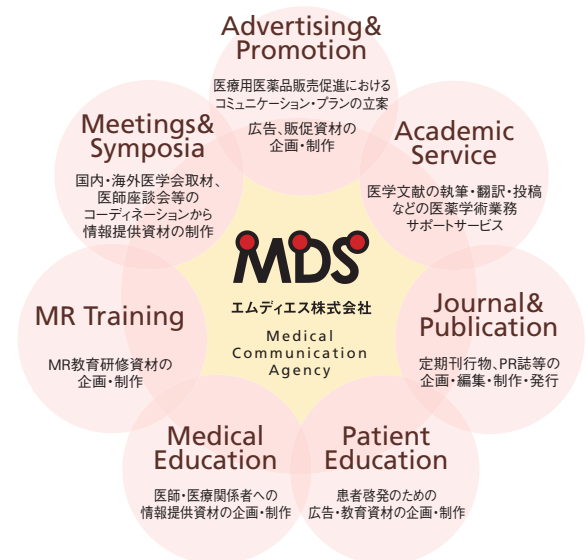 Advertising&
Promotion
医療用医薬品販売促進における
コミュニケーション・プランの立案
広告、販促資材の
企画・制作
Meetings&
Symposia
国内・海外医学会取材、
医師座談会等の
コーディネーションから
情報提供資材の制作
Academic
Service
医学文献の執筆・翻訳・投稿
などの医薬学術業務
サポートサービス
MDS
エムディエス株式会社
Medical
Communication
Agency
MR Training
MR教育研修資材の
企画・制作
Journal&
Publication
定期刊行物、PR誌等の
企画・編集・制作・発行
Medical
Education
医師・医療関係者への
情報提供資材の企画・制作
Patient
Education
患者啓発のための
広告・教育資材の企画・制作